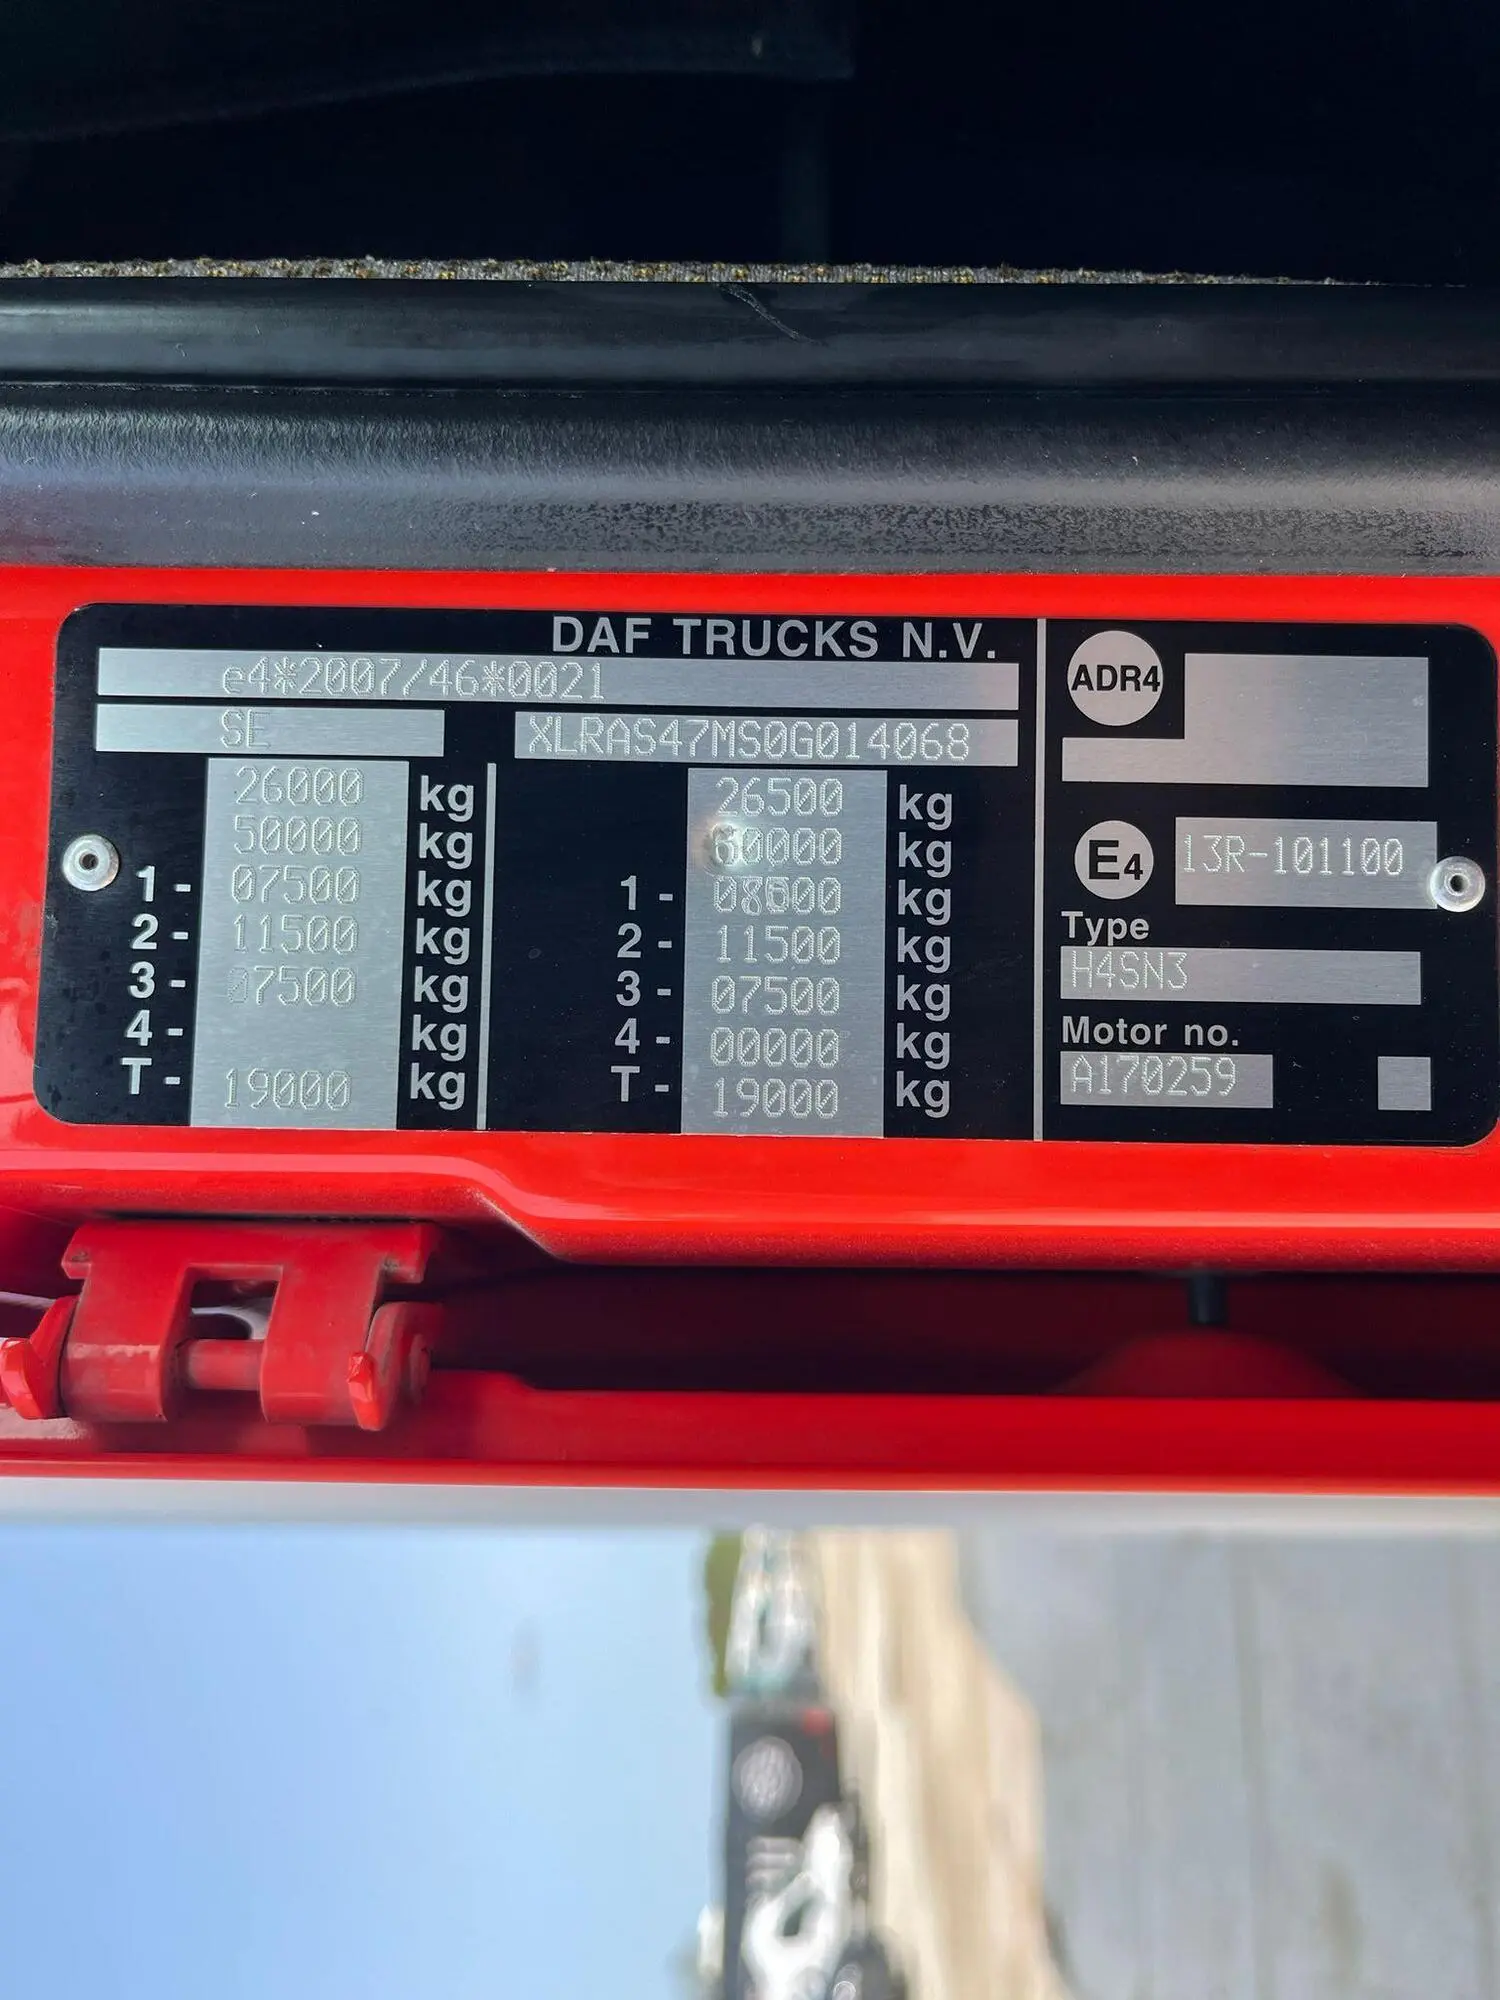 DAF TRUCKS N.V.
e4*2007/46*0021
SE
XLRAS47MS0G014068
26000 kg
50000 kg
1- 07500 kg
2- 11500 kg
3- 07500 kg
4- kg
T- 19000 kg
26500 kg
60000 kg
1- kg
2- 11500 kg
3- 07500 kg
4- 00000 kg
T- 19000 kg
ADR4
E4 13R-101100
Type
H4SN3
Motor no.
A170259